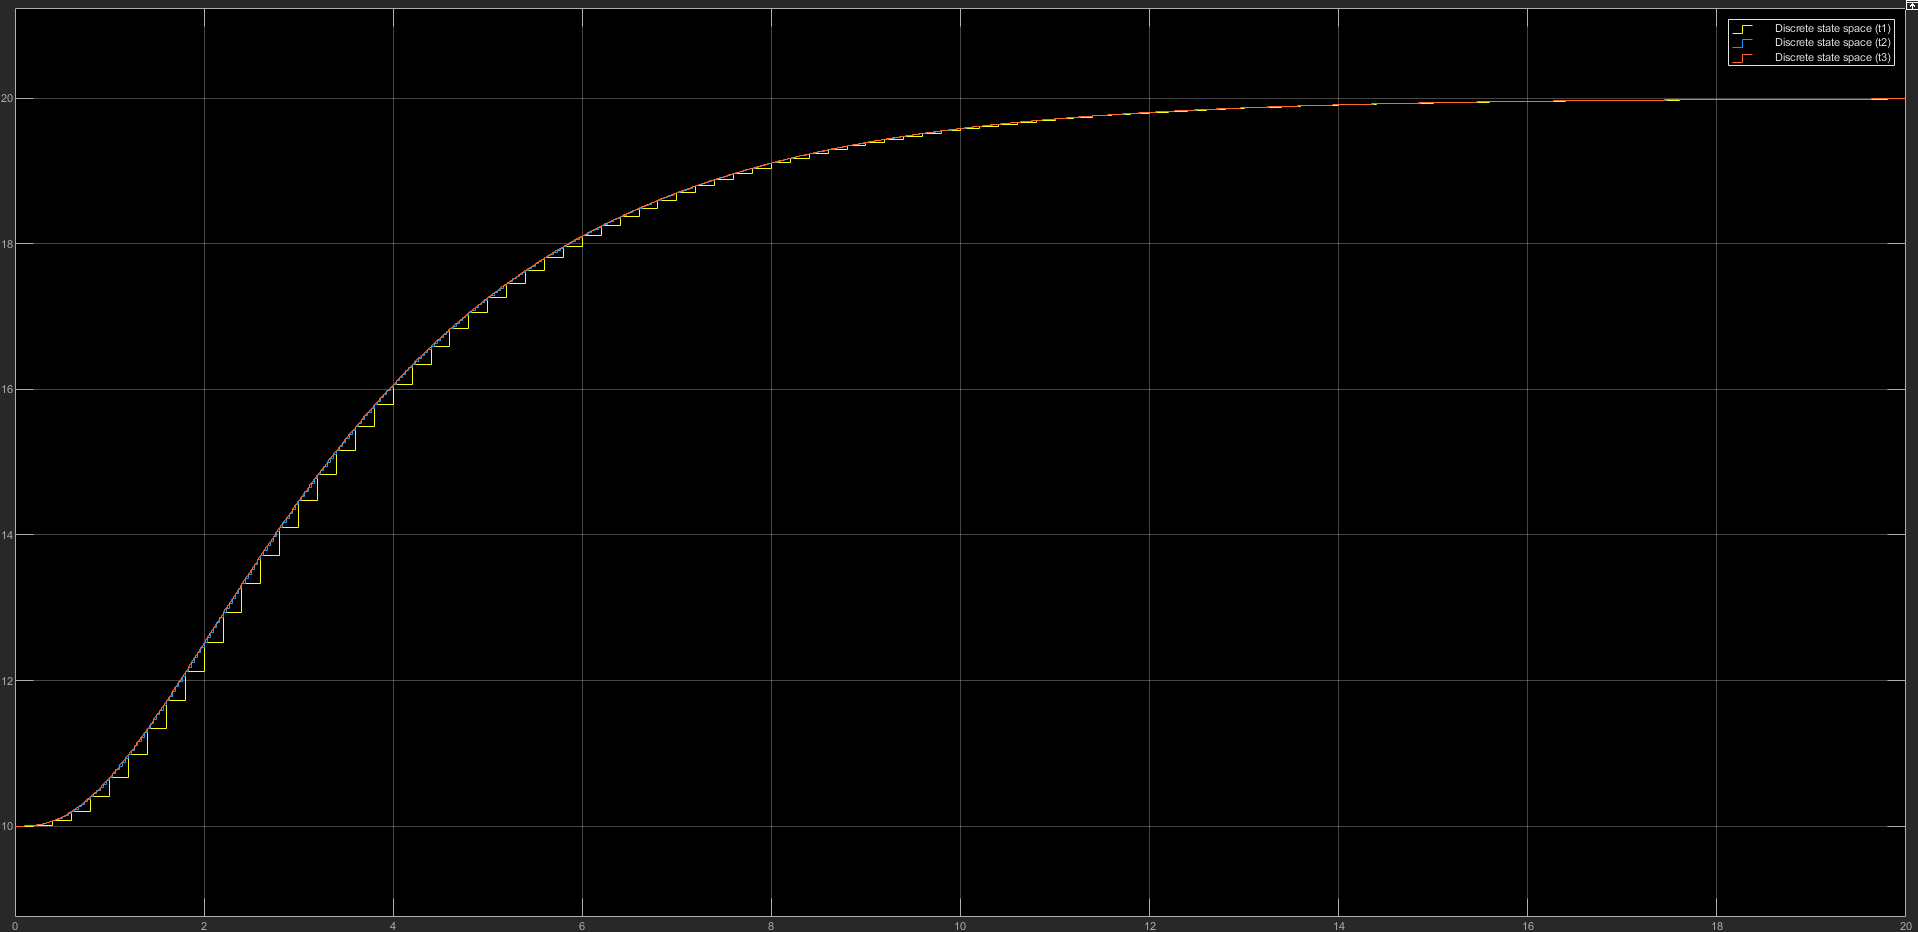 Discrete state space (t1)
Discrete state space (t2)
Discrete state space (t3)
20
18
16
14
12
10
0 2 4 6 8 10 12 14 16 18 20